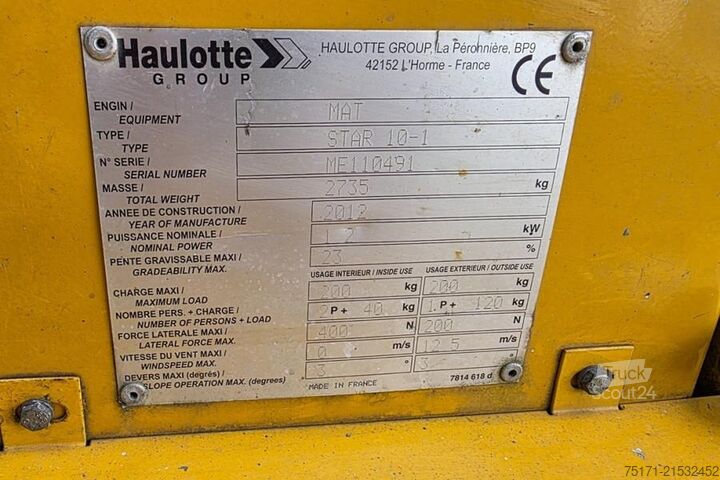 Haulotte GROUP
HAULOTTE GROUP, La Péronnière, BP9
42152 L'Horme - France
CE
ENGIN / EQUIPMENT MAT
TYPE / TYPE STAR 10-1
N° SERIE / SERIAL NUMBER ME110491
MASSE / TOTAL WEIGHT 2735 kg
ANNEE DE CONSTRUCTION / YEAR OF MANUFACTURE 2012
PUISSANCE NOMINALE / NOMINAL POWER 1.2 kW
PENTE GRAVISSABLE MAXI / GRADEABILITY MAX. 23 %
USAGE INTERIEUR / INSIDE USE USAGE EXTERIEUR / OUTSIDE USE
CHARGE MAXI / MAXIMUM LOAD 200 kg 200 kg
NOMBRE PERS. + CHARGE / NUMBER OF PERSONS + LOAD 2 P + 40 kg 1 P + 120 kg
FORCE LATERALE MAXI / LATERAL FORCE MAX. 400 N 200 N
VITESSE DU VENT MAXI / WINDSPEED MAX. 0 m/s 12.5 m/s
DEVERS MAXI (degrés) / SLOPE OPERATION MAX. (degrees) 3 ° 3 °
MADE IN FRANCE
7814 618 d
Truck
Scout24
75171-21532452